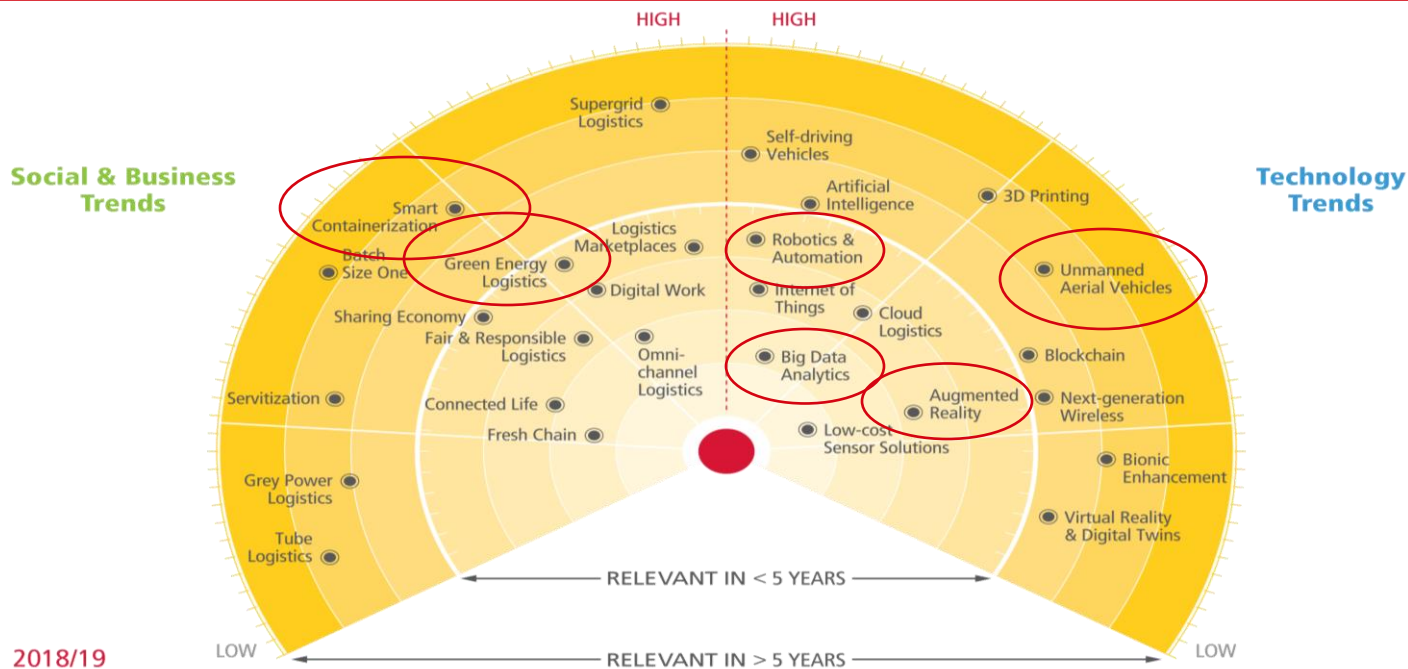 HIGH
HIGH
Social & Business
Trends
Technology
Trends
Supergrid
Logistics
Smart
Containerization
Batch
Size One
Green Energy
Logistics
Logistics
Marketplaces
Digital Work
Sharing Economy
Fair & Responsible
Logistics
Omni-
channel
Logistics
Servitization
Connected Life
Fresh Chain
Grey Power
Logistics
Tube
Logistics
Self-driving
Vehicles
Artificial
Intelligence
3D Printing
Robotics &
Automation
Unmanned
Aerial Vehicles
Internet of
Things
Cloud
Logistics
Big Data
Analytics
Blockchain
Augmented
Reality
Next-generation
Wireless
Low-cost
Sensor Solutions
Bionic
Enhancement
Virtual Reality
& Digital Twins
RELEVANT IN < 5 YEARS
LOW
RELEVANT IN > 5 YEARS
LOW
2018/19